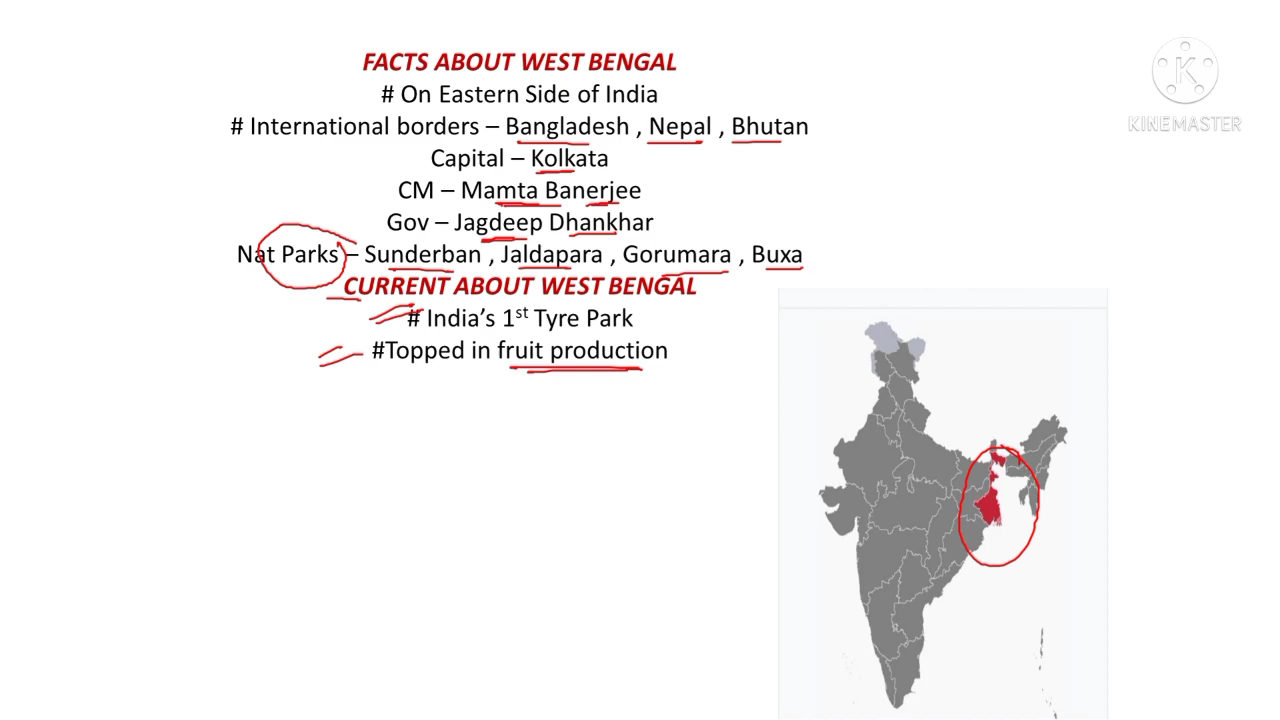 FACTS ABOUT WEST BENGAL
# On Eastern Side of India
# International borders – Bangladesh , Nepal , Bhutan
Capital – Kolkata
CM – Mamta Banerjee
Gov – Jagdeep Dhankhar
Nat Parks – Sunderban , Jaldapara , Gorumara , Buxa
CURRENT ABOUT WEST BENGAL
# India’s 1st Tyre Park
#Topped in fruit production
K
KINEMASTER